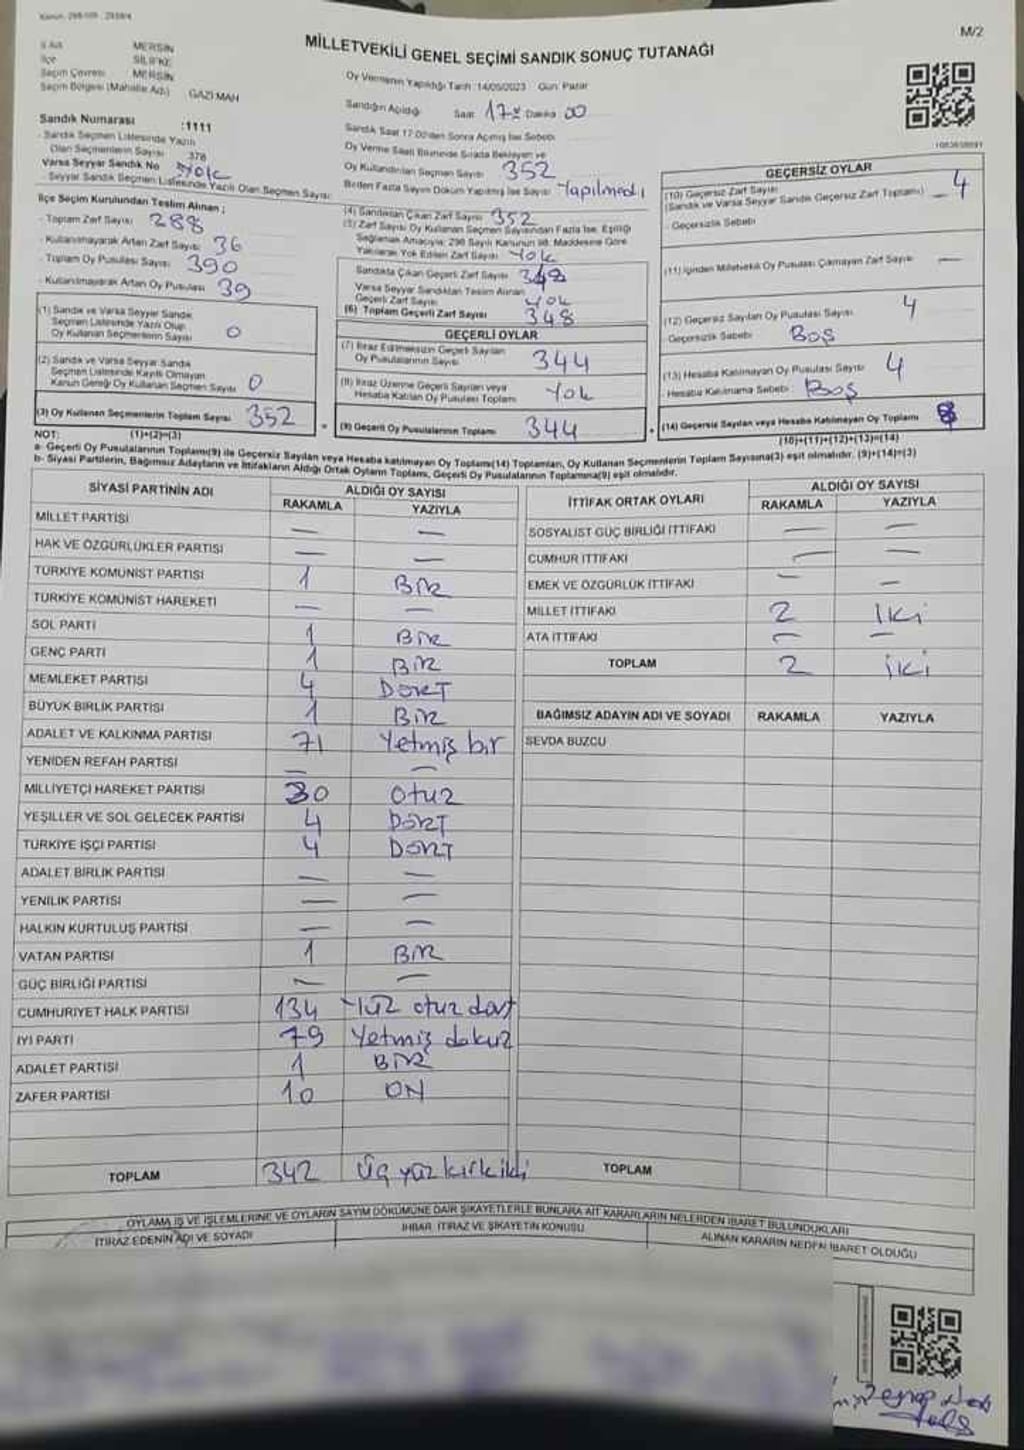 M/2
MİLLETVEKİLİ GENEL SEÇİMİ SANDIK SONUÇ TUTANAĞI
İl Adı MERSİN
İlçe SİLİFKE
Seçim Çevresi MERSİN
Seçim Bölgesi (Mahalle Adı) GAZİ MAH
Sandık Numarası :1111
Sandık Seçmen Listesinde Yazılı
Olan Seçmenlerin Sayısı 378
Varsa Seyyar Sandık No Yok
Seyyar Sandık Seçmen Listesinde Yazılı Olan Seçmen Sayısı
Oy Vermenin Yapıldığı Tarih : 14/05/2023 Gün: Pazar
Sandığın Açıldığı Saat 17 Dakika 00
Sandık Saat 17:00'den Sonra Açılmış İse Sebebi
Oy Verme Saati Bitiminde Sırada Bekleyen ve
Oy Kullandırılan Seçmen Sayısı 352
Birden Fazla Sayım Döküm Yapılmış İse Sayısı Yapılmadı
İlçe Seçim Kurulundan Teslim Alınan ;
- Toplam Zarf Sayısı 288
- Kullanılmayarak Artan Zarf Sayısı 36
- Toplam Oy Pusulası Sayısı 390
- Kullanılmayarak Artan Oy Pusulası 39
(1) Sandık ve Varsa Seyyar Sandık
Seçmen Listesinde Yazılı Olup
Oy Kullanan Seçmenlerin Sayısı 0
(2) Sandık ve Varsa Seyyar Sandık
Seçmen Listesinde Kayıtlı Olmayan
Kanun Gereği Oy Kullanan Seçmen Sayısı 0
(3) Oy Kullanan Seçmenlerin Toplam Sayısı 352
(1)+(2)=(3)
(4) Sandıktan Çıkan Zarf Sayısı 352
(5) Zarf Sayısı Oy Kullanan Seçmen Sayısından Fazla İse, Eşitliği
Sağlamak Amacıyla; 298 Sayılı Kanunun 98. Maddesine Göre
Yakılarak Yok Edilen Zarf Sayısı Yok
Sandıkta Çıkan Geçerli Zarf Sayısı 348
Varsa Seyyar Sandıktan Teslim Alınan
Geçerli Zarf Sayısı Yok
(6) Toplam Geçerli Zarf Sayısı 348
GEÇERLİ OYLAR
(7) İtiraz Edilmeksizin Geçerli Sayılan
Oy Pusulalarının Sayısı 344
(8) İtiraz Üzerine Geçerli Sayılan veya
Hesaba Katılan Oy Pusulası Toplamı Yok
(9) Geçerli Oy Pusulalarının Toplamı 344
GEÇERSİZ OYLAR
(10) Geçersiz Zarf Sayısı
(Sandık ve Varsa Seyyar Sandık Geçersiz Zarf Toplamı) 4
- Geçersizlik Sebebi
(11) İçinden Milletvekili Oy Pusulası Çıkmayan Zarf Sayısı —
(12) Geçersiz Sayılan Oy Pusulası Sayısı 4
Geçersizlik Sebebi Boş
(13) Hesaba Katılmayan Oy Pusulası Sayısı 4
- Hesaba Katılmama Sebebi Boş
(14) Geçersiz Sayılan veya Hesaba Katılmayan Oy Toplamı 8
(10)+(11)+(12)+(13)=(14)
NOT:
a- Geçerli Oy Pusulalarının Toplamı(9) ile Geçersiz Sayılan veya Hesaba katılmayan Oy Toplamı(14) Toplamları, Oy Kullanan Seçmenlerin Toplam Sayısına(3) eşit olmalıdır. (9)+(14)=(3)
b- Siyasi Partilerin, Bağımsız Adayların ve İttifakların Aldığı Ortak Oyların Toplamı, Geçerli Oy Pusulalarının Toplamına(9) eşit olmalıdır.
SİYASİ PARTİNİN ADI ALDIĞI OY SAYISI
RAKAMLA YAZIYLA
MİLLET PARTİSİ — —
HAK VE ÖZGÜRLÜKLER PARTİSİ — —
TÜRKİYE KOMÜNİST PARTİSİ 1 BİR
TÜRKİYE KOMÜNİST HAREKETİ — —
SOL PARTİ 1 BİR
GENÇ PARTİ 1 BİR
MEMLEKET PARTİSİ 4 DÖRT
BÜYÜK BİRLİK PARTİSİ 1 BİR
ADALET VE KALKINMA PARTİSİ 71 Yetmiş bir
YENİDEN REFAH PARTİSİ — —
MİLLİYETÇİ HAREKET PARTİSİ 30 otuz
YEŞİLLER VE SOL GELECEK PARTİSİ 4 DÖRT
TÜRKİYE İŞÇİ PARTİSİ 4 DÖRT
ADALET BİRLİK PARTİSİ — —
YENİLİK PARTİSİ — —
HALKIN KURTULUŞ PARTİSİ — —
VATAN PARTİSİ 1 BİR
GÜÇ BİRLİĞİ PARTİSİ — —
CUMHURİYET HALK PARTİSİ 134 Yüz otuz dört
İYİ PARTİ 79 Yetmiş dokuz
ADALET PARTİSİ 1 BİR
ZAFER PARTİSİ 10 ON
TOPLAM 342 Üç yüz kırk iki
İTTİFAK ORTAK OYLARI ALDIĞI OY SAYISI
RAKAMLA YAZIYLA
SOSYALİST GÜÇ BİRLİĞİ İTTİFAKI — —
CUMHUR İTTİFAKI — —
EMEK VE ÖZGÜRLÜK İTTİFAKI — —
MİLLET İTTİFAKI 2 İki
ATA İTTİFAKI — —
TOPLAM 2 İki
BAĞIMSIZ ADAYIN ADI VE SOYADI RAKAMLA YAZIYLA
SEVDA BUZCU
TOPLAM
OYLAMA İŞ VE İŞLEMLERİNE VE OYLARIN SAYIM DÖKÜMÜNE DAİR ŞİKAYETLERLE BUNLARA AİT KARARLARIN NELERDEN İBARET BULUNDUKLARI
İTİRAZ EDENİN ADI VE SOYADI İHBAR, İTİRAZ VE ŞİKAYETİN KONUSU ALINAN KARARIN NEDEN İBARET OLDUĞU